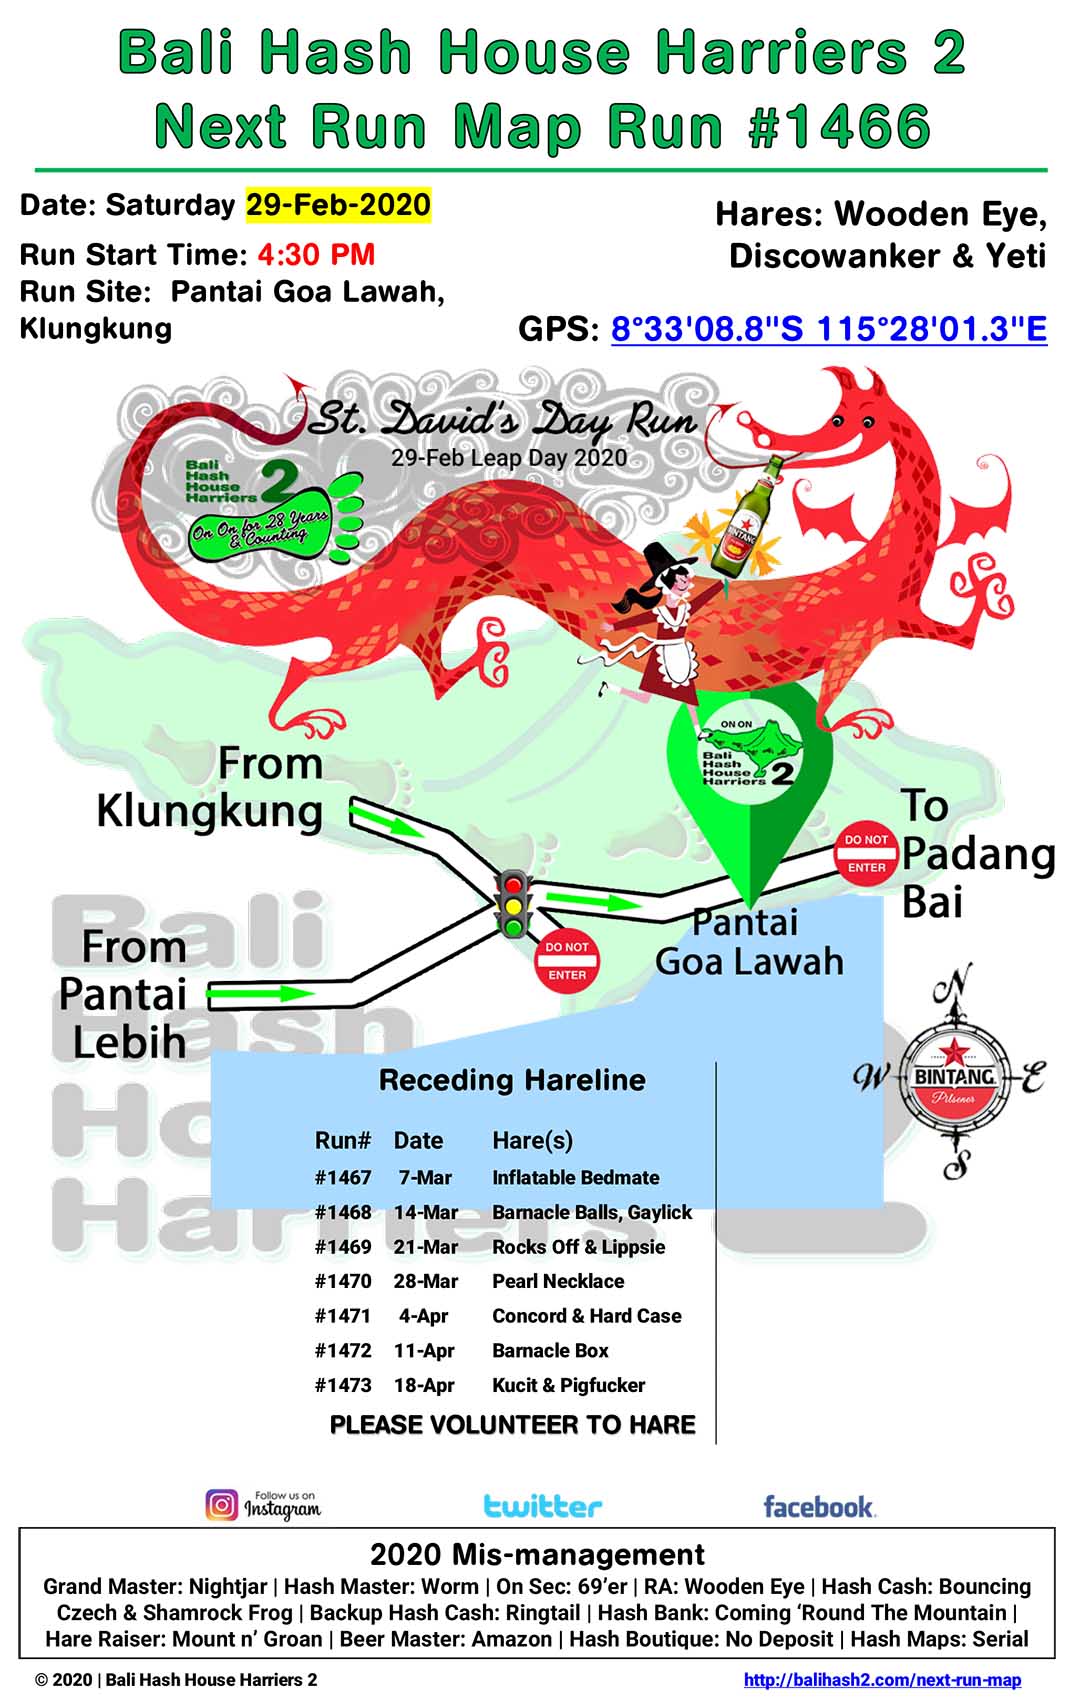 Bali Hash House Harriers 2
Next Run Map Run #1466
Date: Saturday 29-Feb-2020
Run Start Time: 4:30 PM
Run Site:  Pantai Goa Lawah,
Klungkung
Hares: Wooden Eye,
Discowanker & Yeti
GPS: 8°33'08.8"S 115°28'01.3"E
St. David's Day Run
29-Feb Leap Day 2020
Bali
Hash
House
Harriers 2
On On for 28 Years
& Counting
BINTANG
ON ON
Bali
Hash
House
Harriers 2
From
Klungkung
To
Padang
Bai
DO NOT
ENTER
Pantai
Goa Lawah
From
Pantai
Lebih
DO NOT
ENTER
Bali
Hash
Ho
Harriers 2
N
W
E
S
BINTANG
Pilsener
Receding Hareline
Run# Date Hare(s)
#1467 7-Mar Inflatable Bedmate
#1468 14-Mar Barnacle Balls, Gaylick
#1469 21-Mar Rocks Off & Lippsie
#1470 28-Mar Pearl Necklace
#1471 4-Apr Concord & Hard Case
#1472 11-Apr Barnacle Box
#1473 18-Apr Kucit & Pigfucker
PLEASE VOLUNTEER TO HARE
Follow us on
Instagram
twitter
facebook.
2020 Mis-management
Grand Master: Nightjar | Hash Master: Worm | On Sec: 69’er | RA: Wooden Eye | Hash Cash: Bouncing
Czech & Shamrock Frog | Backup Hash Cash: Ringtail | Hash Bank: Coming ‘Round The Mountain |
Hare Raiser: Mount n’ Groan | Beer Master: Amazon | Hash Boutique: No Deposit | Hash Maps: Serial
© 2020 | Bali Hash House Harriers 2
http://balihash2.com/next-run-map